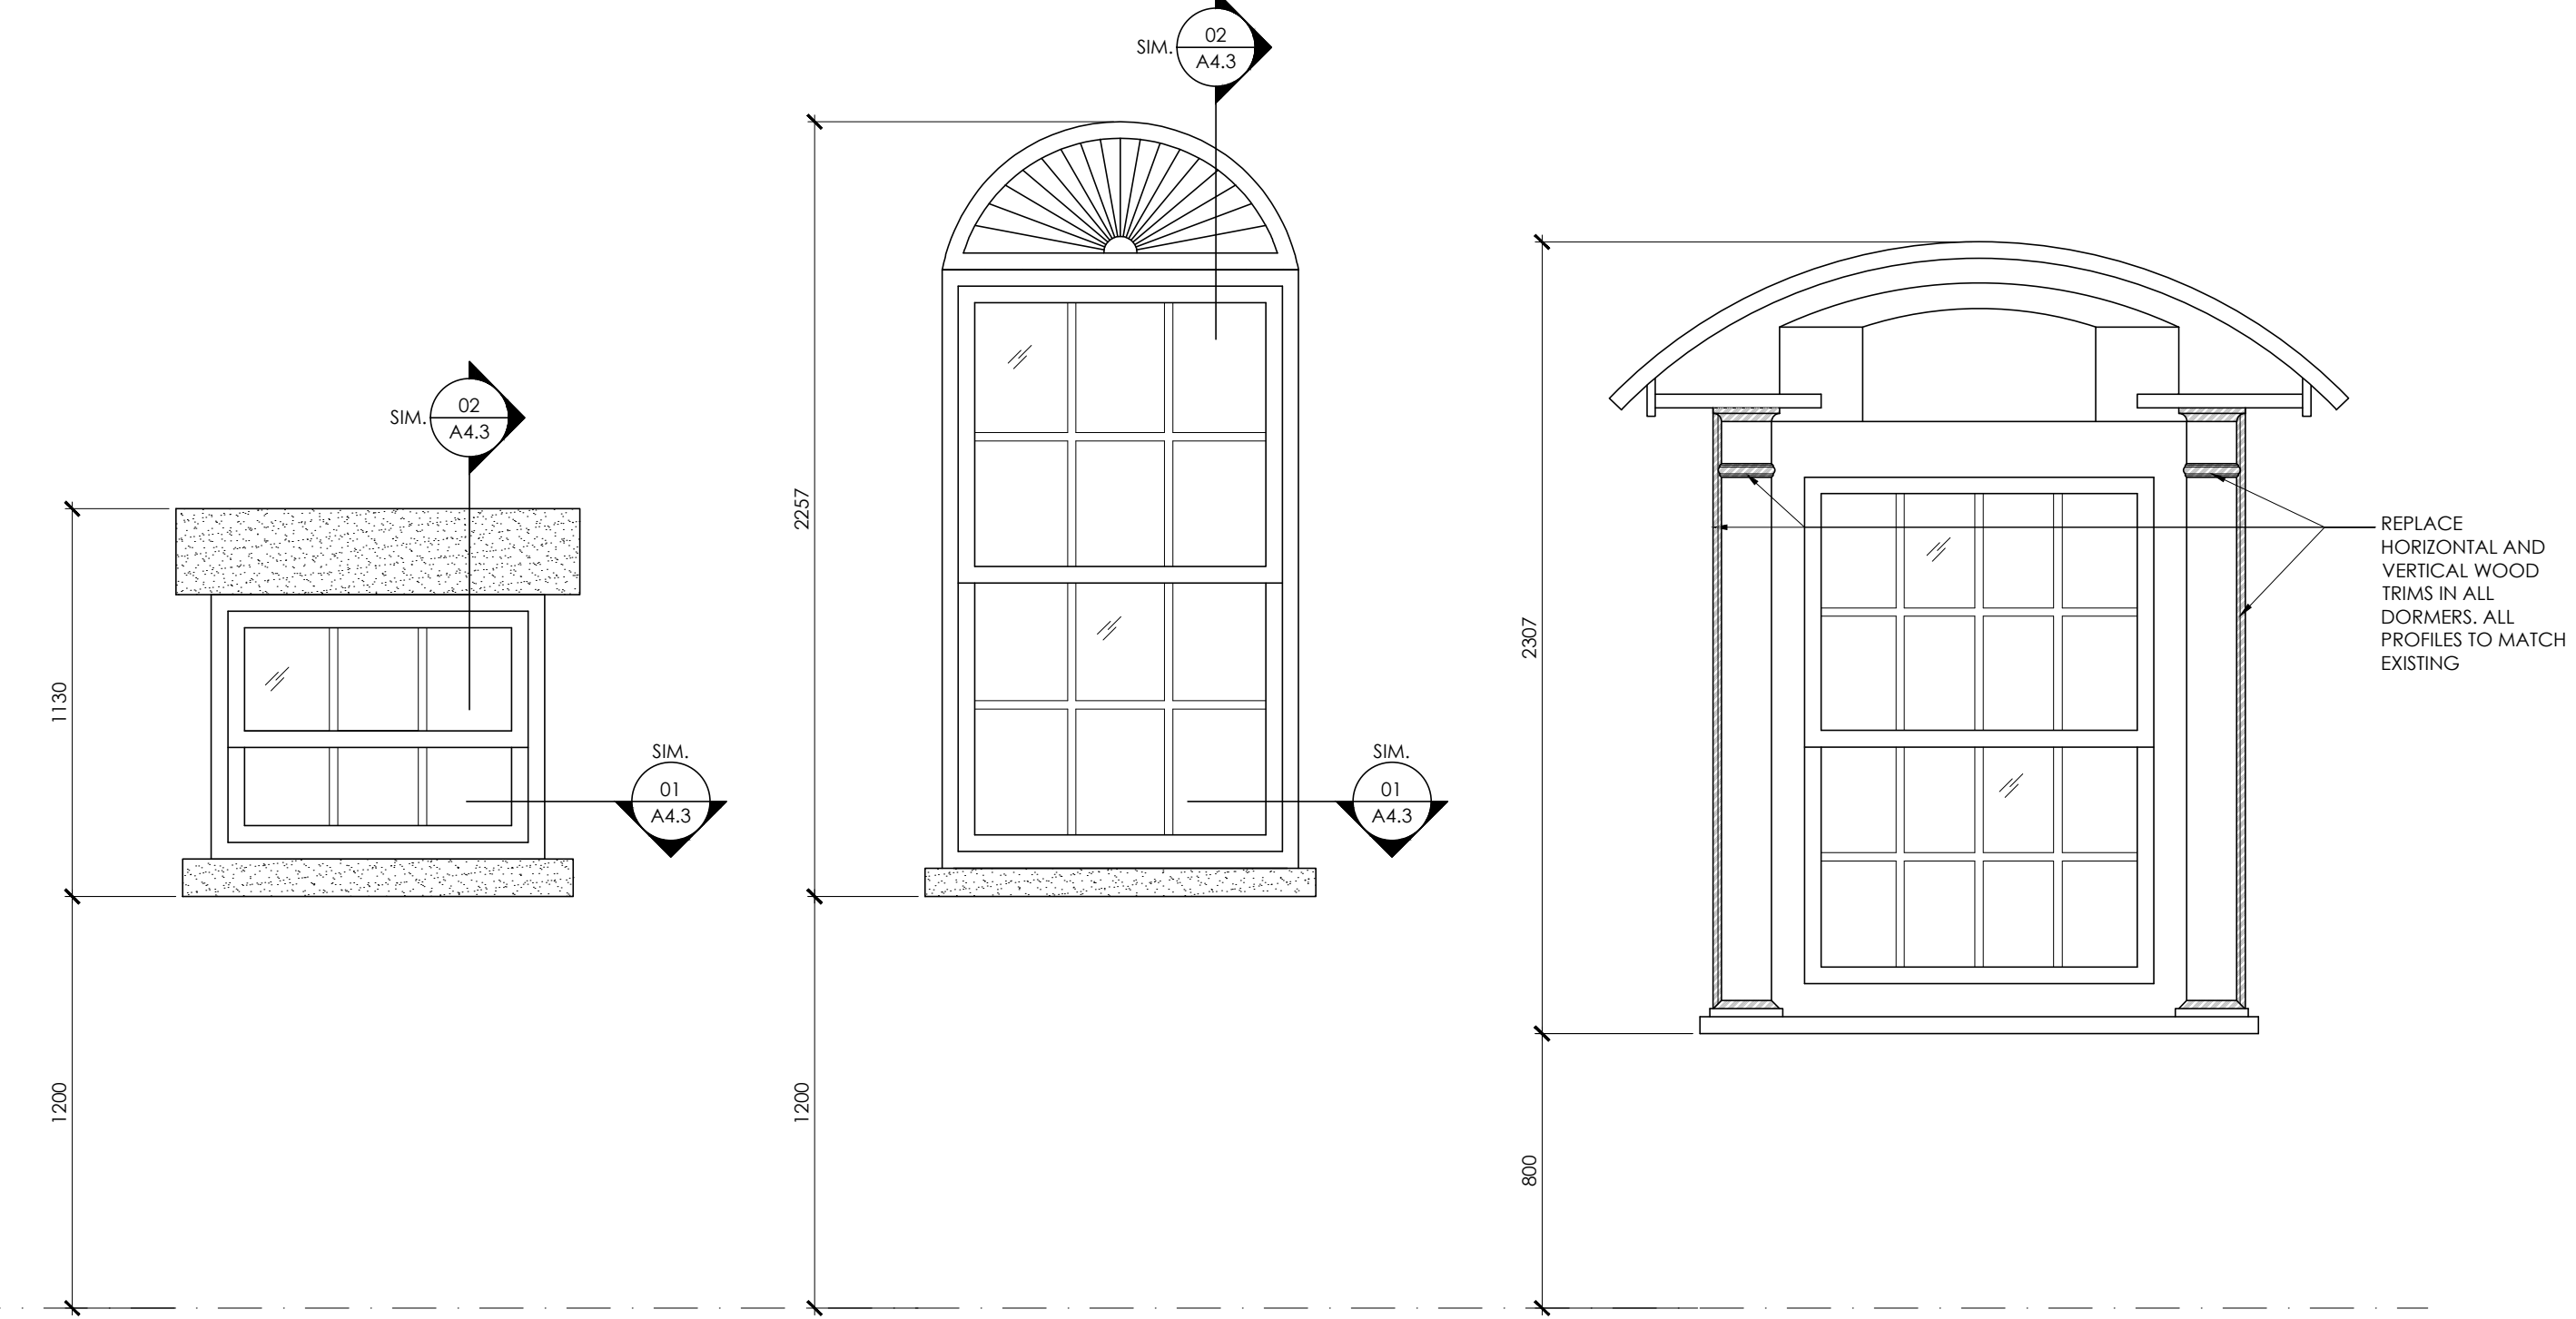 SIM.
02
A4.3
SIM.
02
A4.3
1130
SIM.
01
A4.3
1200
2257
SIM.
01
A4.3
1200
2307
800
REPLACE
HORIZONTAL AND
VERTICAL WOOD
TRIMS IN ALL
DORMERS. ALL
PROFILES TO MATCH
EXISTING